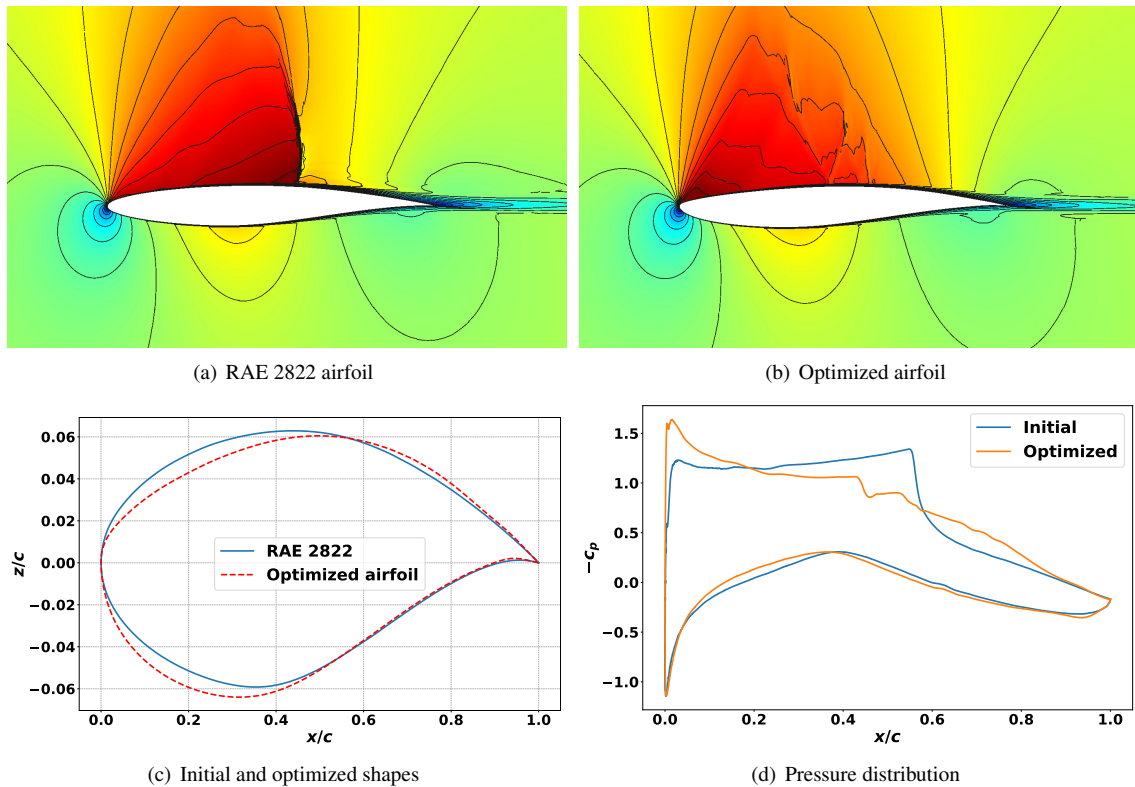 (a) RAE 2822 airfoil
(b) Optimized airfoil
0.06
0.04
0.02
0.00
−0.02
−0.04
−0.06
z/c
RAE 2822
Optimized airfoil
0.0 0.2 0.4 0.6 0.8 1.0
x/c
(c) Initial and optimized shapes
1.5
1.0
0.5
0.0
−0.5
−1.0
−cp
Initial
Optimized
0.0 0.2 0.4 0.6 0.8 1.0
x/c
(d) Pressure distribution